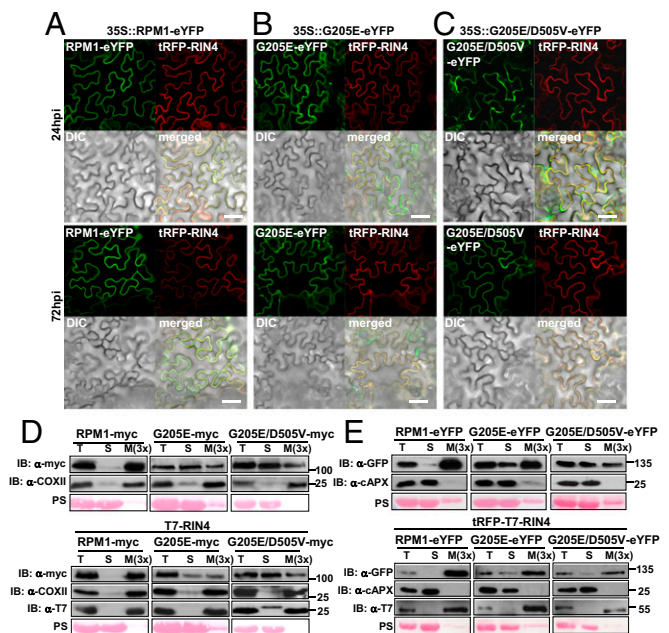 A 35S::RPM1-eYFP B 35S::G205E-eYFP C 35S::G205E/D505V-eYFP
24hpi
RPM1-eYFP tRFP-RIN4 G205E-eYFP tRFP-RIN4 G205E/D505V -eYFP tRFP-RIN4
DIC merged DIC merged DIC merged
72hpi
RPM1-eYFP tRFP-RIN4 G205E-eYFP tRFP-RIN4 G205E/D505V -eYFP tRFP-RIN4
DIC merged DIC merged DIC merged
D
RPM1-myc G205E-myc G205E/D505V-myc
T S M(3x) T S M(3x) T S M(3x)
IB: α-myc 100
IB: α-COXII 25
PS
T7-RIN4
RPM1-myc G205E-myc G205E/D505V-myc
T S M(3x) T S M(3x) T S M(3x)
IB: α-myc 100
IB: α-COXII 25
IB: α-T7 25
PS
E
RPM1-eYFP G205E-eYFP G205E/D505V-eYFP
T S M(3x) T S M(3x) T S M(3x)
IB: α-GFP 135
IB: α-cAPX 25
PS
tRFP-T7-RIN4
RPM1-eYFP G205E-eYFP G205E/D505V-eYFP
T S M(3x) T S M(3x) T S M(3x)
IB: α-GFP 135
IB: α-cAPX 25
IB: α-T7 55
PS